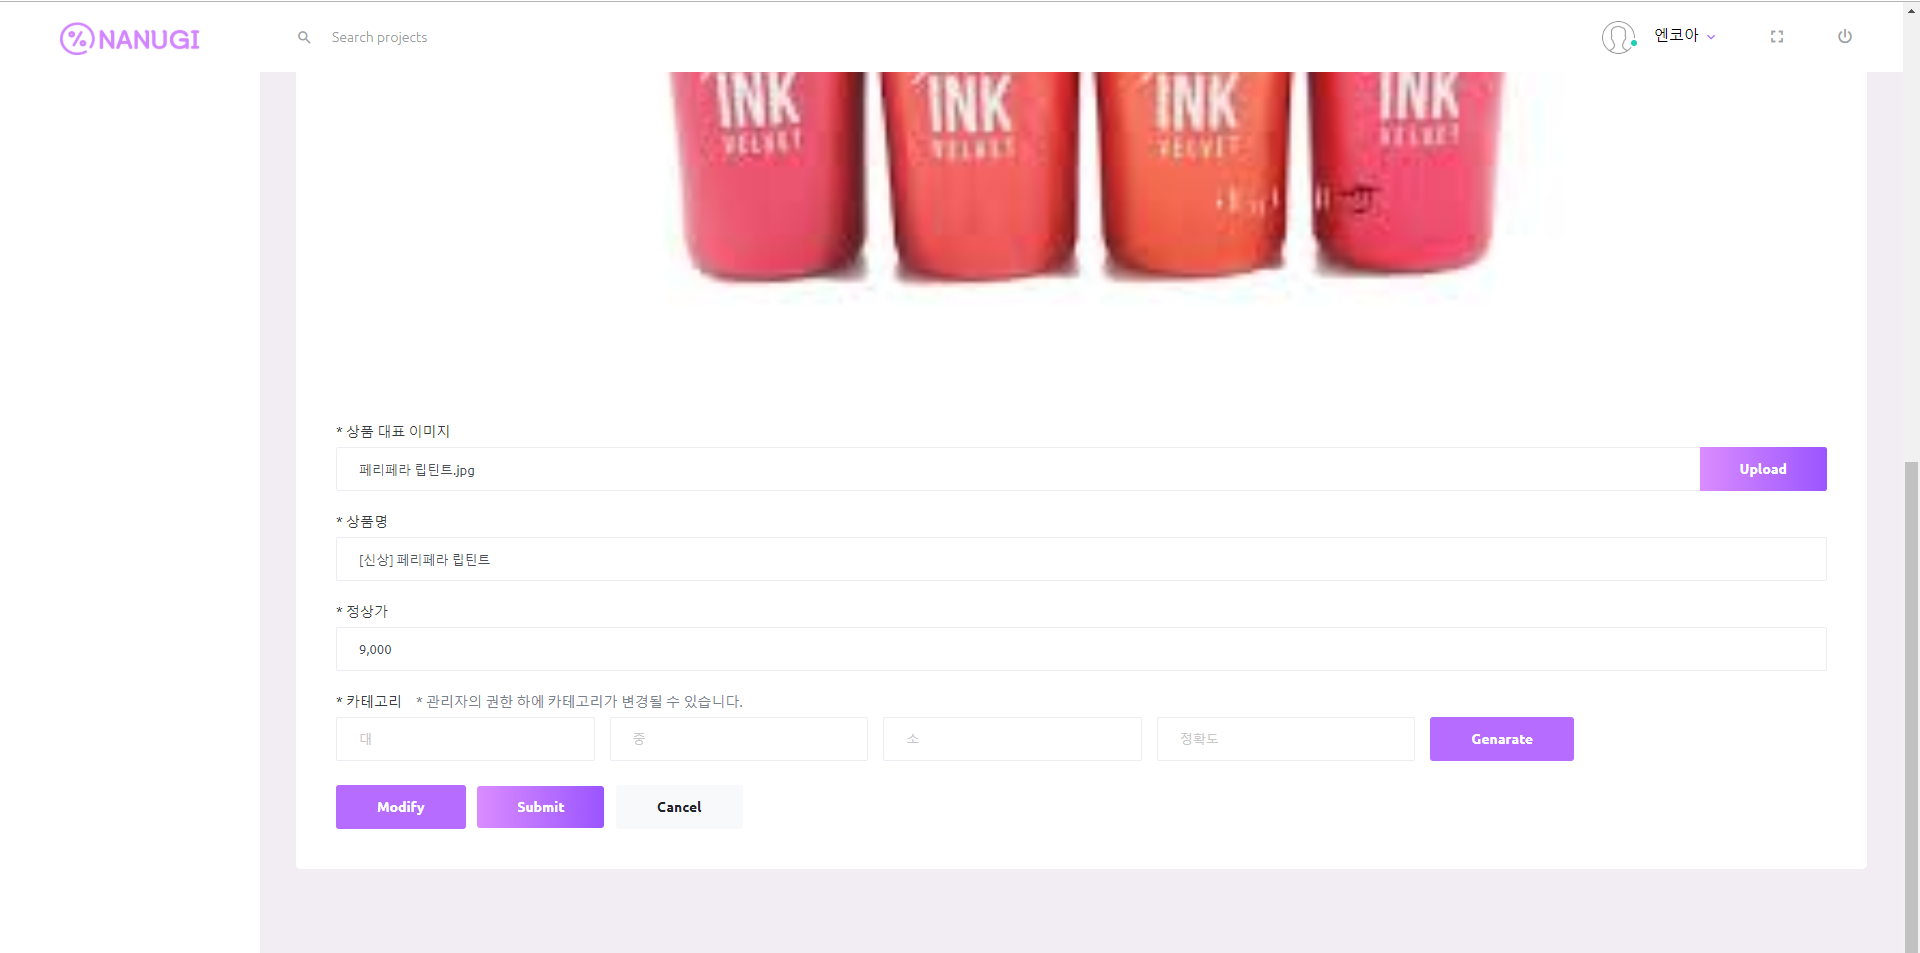 NANUGI
Search projects
엔코아
INK INK INK INK
VELVET VELVET VELVET VELVET
* 상품 대표 이미지
페리페라 립틴트.jpg
Upload
* 상품명
[신상] 페리페라 립틴트
* 정상가
9,000
* 카테고리 * 관리자의 권한 하에 카테고리가 변경될 수 있습니다.
대 중 소 정확도 Genarate
Modify Submit Cancel